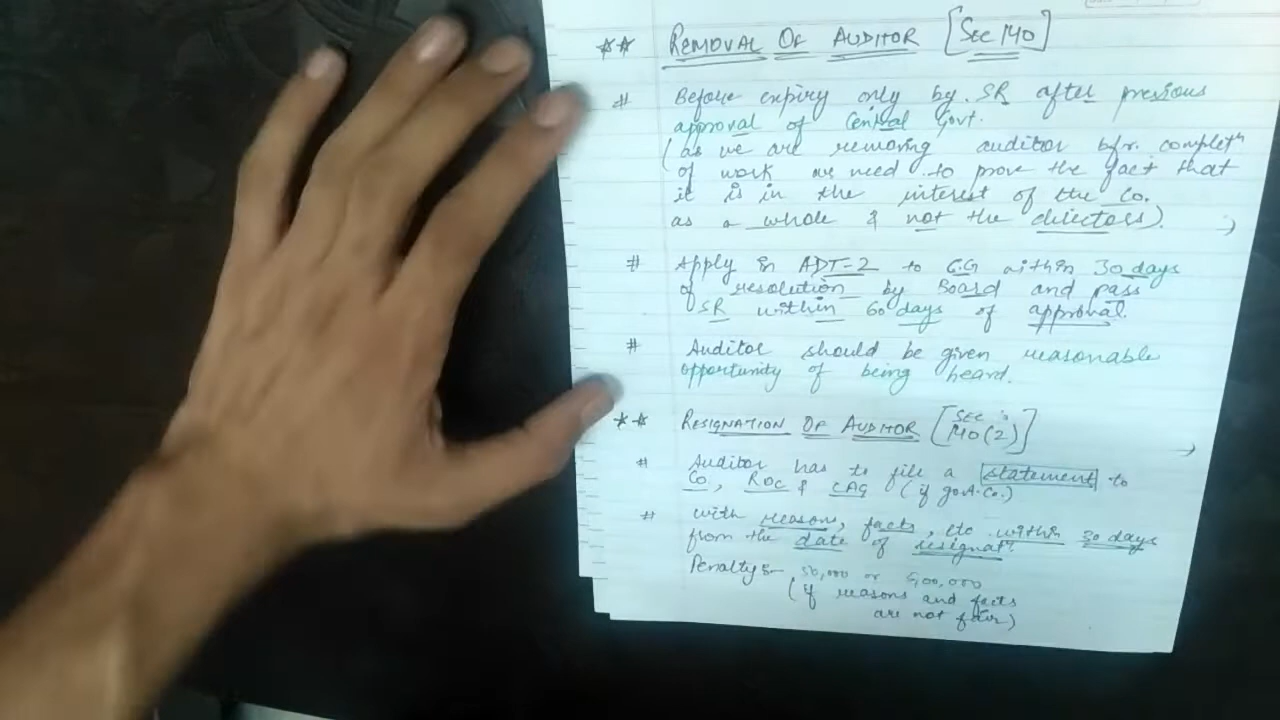 ** REMOVAL OF AUDITOR [SEC 140]
# Before expiry only by SR after previous
approval of Central Govt.
(as we are removing auditor bfr. completn
of work we need to prove the fact that
it is in the interest of the Co.
as a whole & not the directors).
# Apply in ADT-2 to C.G within 30 days
of resolution by Board and pass
SR within 60 days of approval.
# Auditor should be given reasonable
opportunity of being heard.
** RESIGNATION OF AUDITOR [SEC 140(2)]
# Auditor has to file a statement to
Co, ROC & CAG (if govt. Co.)
# with reasons, facts, etc within 30 days
from the date of resignatn.
Penalty:- 50,000 or 5,00,000
(if reasons and facts
are not fair)